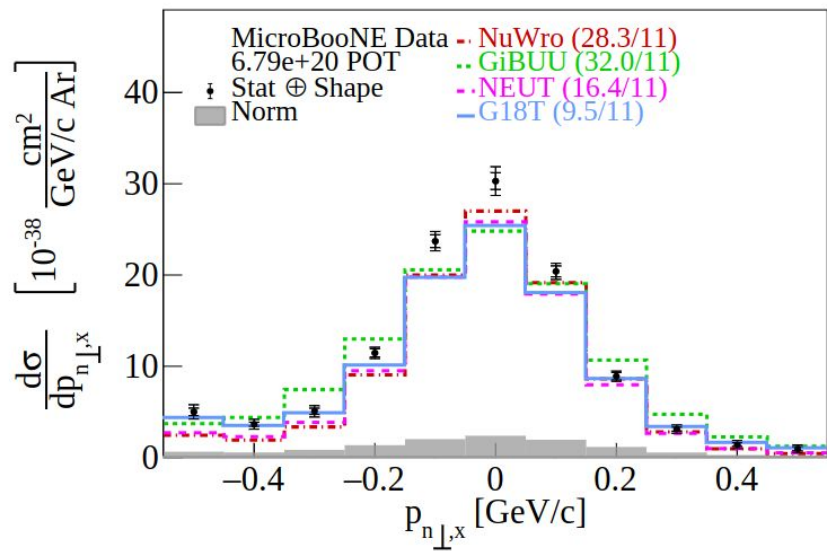 MicroBooNE Data
6.79e+20 POT
Stat ⊕ Shape
Norm
NuWro (28.3/11)
GiBUU (32.0/11)
NEUT (16.4/11)
G18T (9.5/11)
dσ/dp_{n⊥,x} [10^{-38} cm²/(GeV/c Ar)]
40
30
20
10
0
−0.4 −0.2 0 0.2 0.4
p_{n⊥,x} [GeV/c]